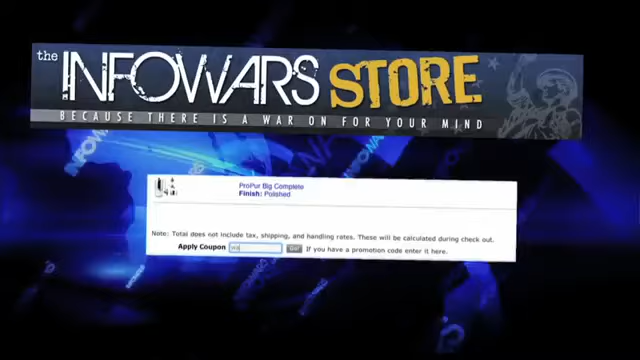 the INFOWARS STORE
BECAUSE THERE IS A WAR ON FOR YOUR MIND
ProPur Big Complete
Finish: Polished
Note: Total does not include tax, shipping, and handling rates. These will be calculated during check out.
Apply Coupon Go! If you have a promotion code enter it here.
INFOWARS